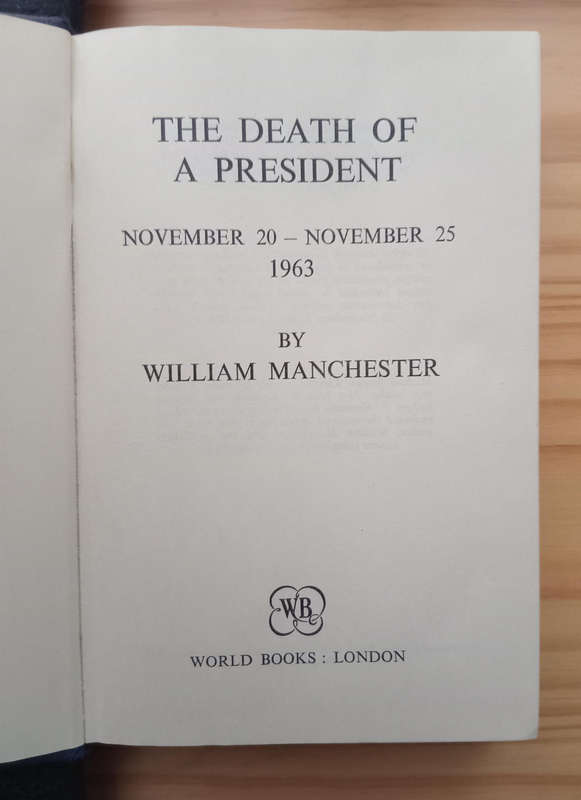 THE DEATH OF
A PRESIDENT
NOVEMBER 20 – NOVEMBER 25
1963
BY
WILLIAM MANCHESTER
WB
WORLD BOOKS : LONDON